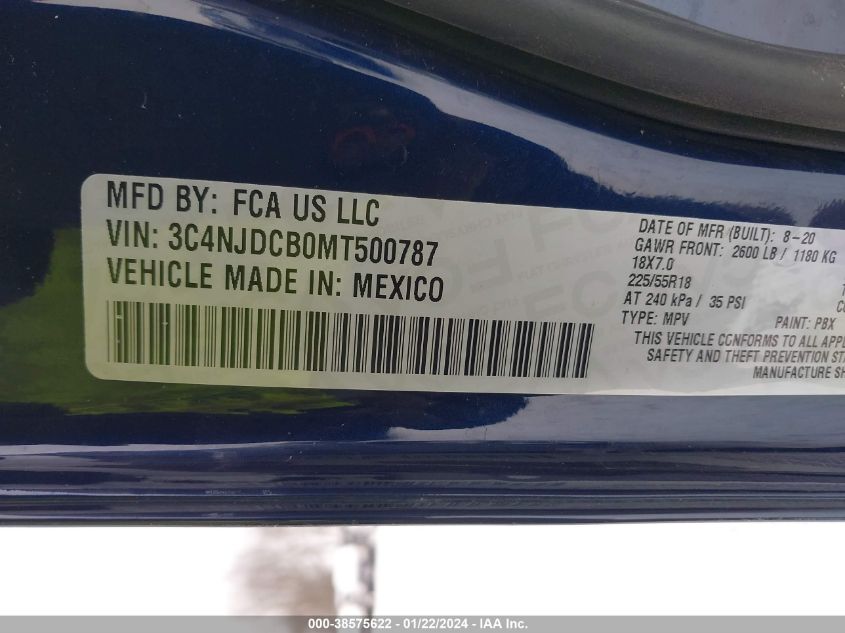 MFD BY: FCA US LLC
VIN: 3C4NJDCB0MT500787
VEHICLE MADE IN: MEXICO
DATE OF MFR (BUILT): 8-20
GAWR FRONT: 2600 LB / 1180 KG
18X7.0
225/55R18
AT 240 kPa / 35 PSI
TYPE: MPV PAINT: PBX
THIS VEHICLE CONFORMS TO ALL APPL
SAFETY AND THEFT PREVENTION ST
MANUFACTURE SH
000-38575622 - 01/22/2024 - IAA Inc.